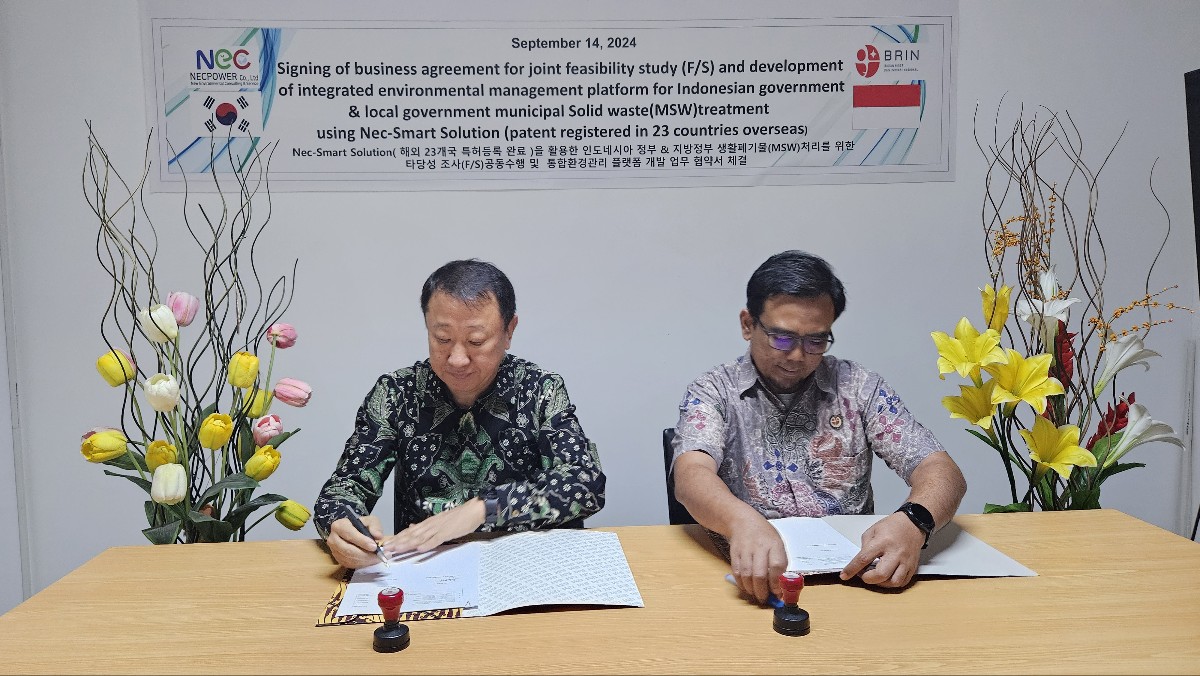 September 14, 2024
NeC
NECPOWER Co., Ltd
BRIN
Signing of business agreement for joint feasibility study (F/S) and development
of integrated environmental management platform for Indonesian government
& local government municipal Solid waste(MSW)treatment
using Nec-Smart Solution (patent registered in 23 countries overseas)
Nec-Smart Solution( 해외 23개국 특허등록 완료 )을 활용한 인도네시아 정부 & 지방정부 생활폐기물(MSW)처리를 위한
타당성 조사(F/S)공동수행 및 통합환경관리 플랫폼 개발 업무 협약서 체결